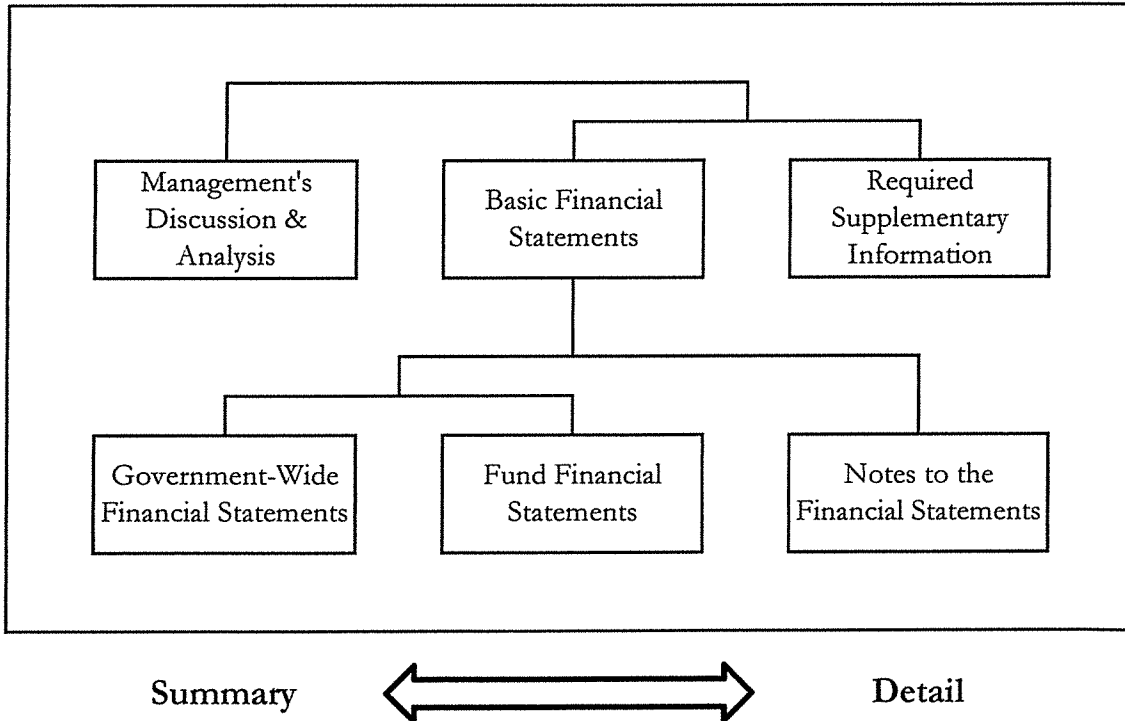 Management's
Discussion &
Analysis
Basic Financial
Statements
Required
Supplementary
Information
Government-Wide
Financial Statements
Fund Financial
Statements
Notes to the
Financial Statements
Summary
Detail